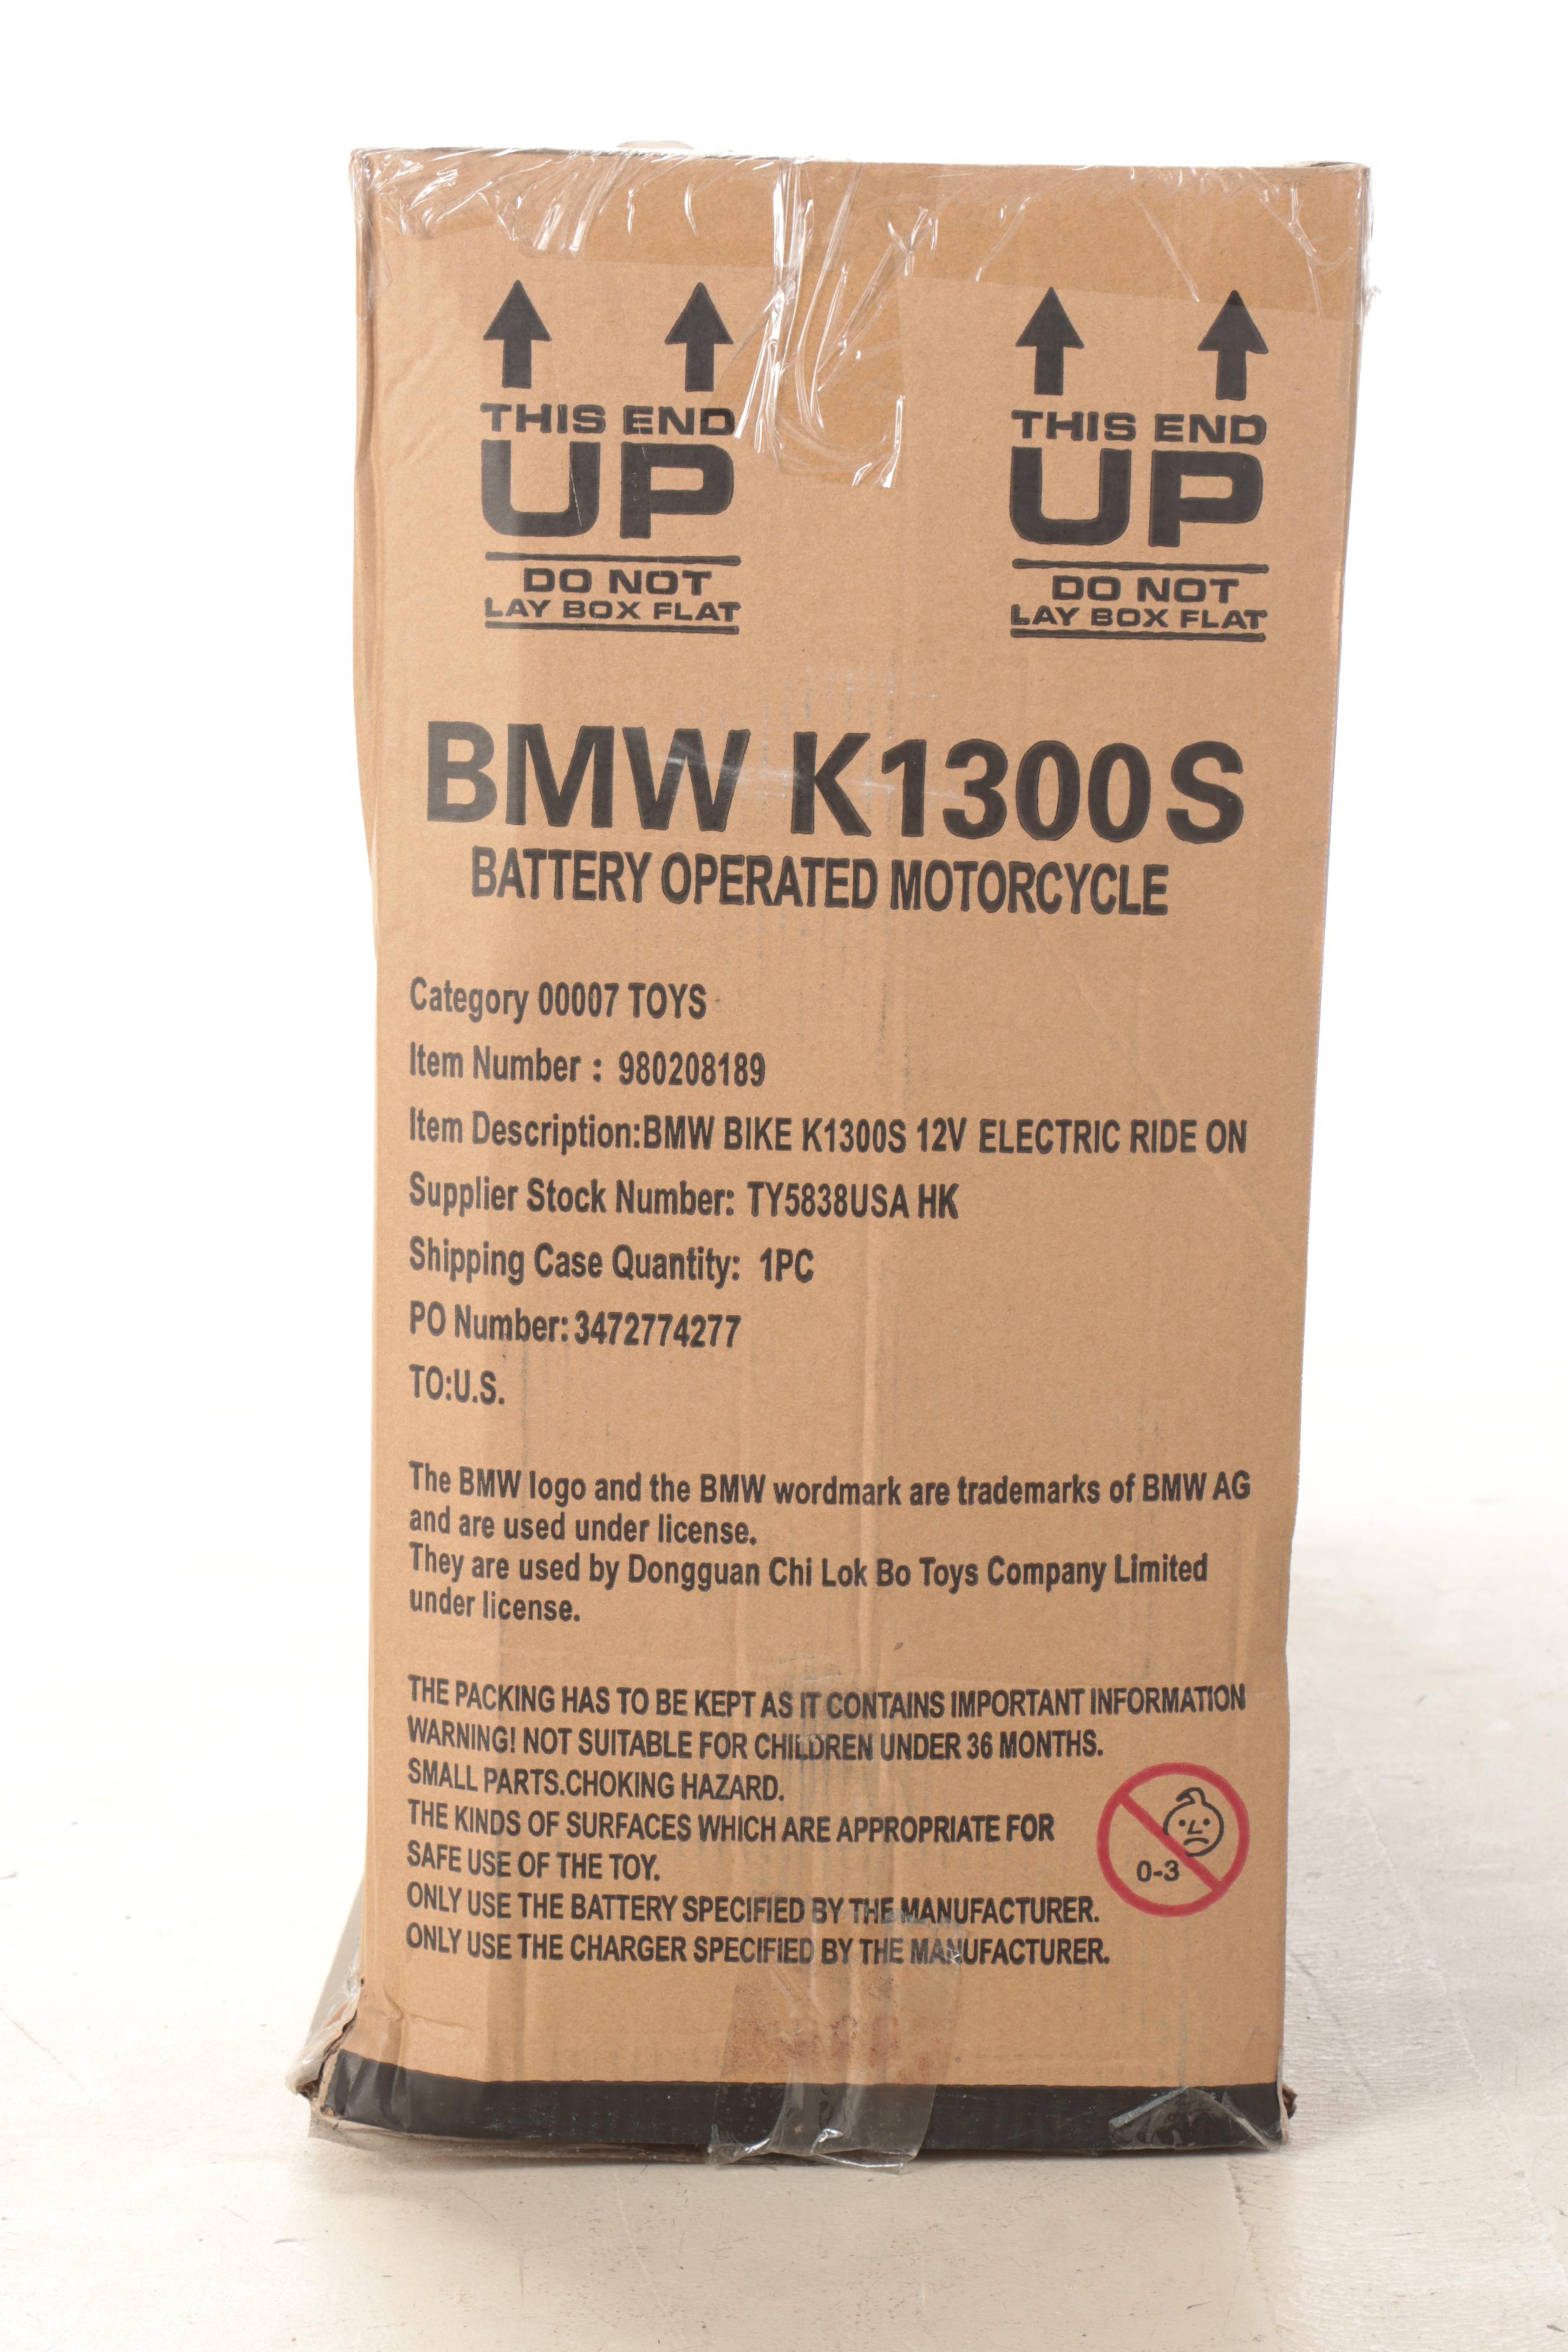 THIS END THIS END
UP UP
DO NOT DO NOT
LAY BOX FLAT LAY BOX FLAT
BMW K1300S
BATTERY OPERATED MOTORCYCLE
Category 00007 TOYS
Item Number : 980208189
Item Description:BMW BIKE K1300S 12V ELECTRIC RIDE ON
Supplier Stock Number: TY5838USA HK
Shipping Case Quantity: 1PC
PO Number:3472774277
TO:U.S.
The BMW logo and the BMW wordmark are trademarks of BMW AG
and are used under license.
They are used by Dongguan Chi Lok Bo Toys Company Limited
under license.
THE PACKING HAS TO BE KEPT AS IT CONTAINS IMPORTANT INFORMATION
WARNING! NOT SUITABLE FOR CHILDREN UNDER 36 MONTHS.
SMALL PARTS.CHOKING HAZARD.
THE KINDS OF SURFACES WHICH ARE APPROPRIATE FOR
SAFE USE OF THE TOY.
0-3
ONLY USE THE BATTERY SPECIFIED BY THE MANUFACTURER.
ONLY USE THE CHARGER SPECIFIED BY THE MANUFACTURER.